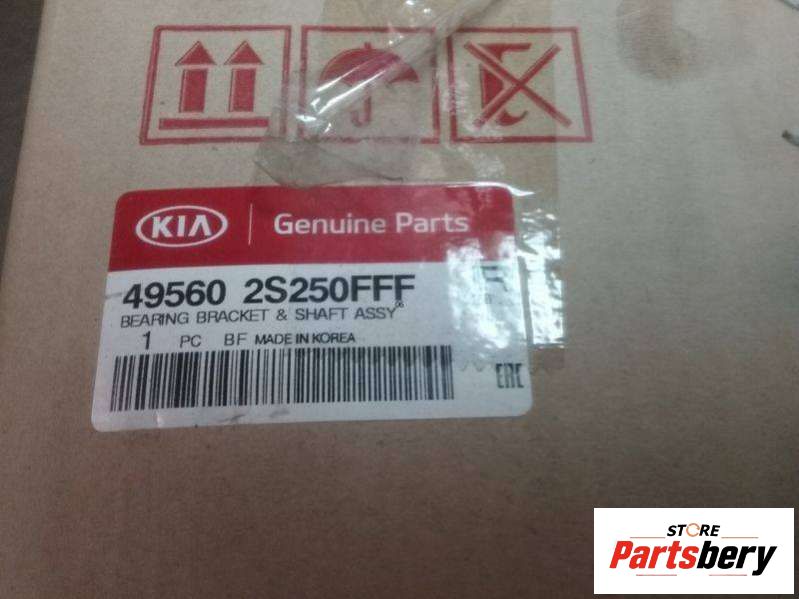 KIA Genuine Parts
49560 2S250FFF
BEARING BRACKET & SHAFT ASSY
1 PC BF MADE IN KOREA
EAC
STORE
Partsbery